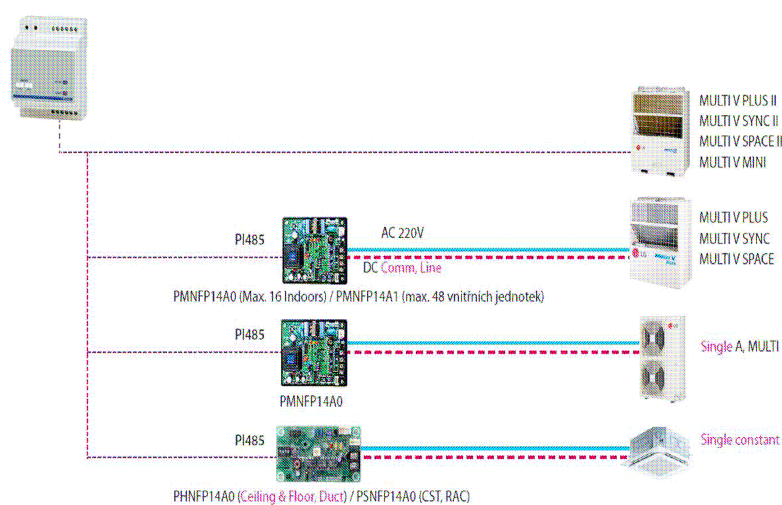 MULTI V PLUS II
MULTI V SYNC II
MULTI V SPACE II
MULTI V MINI
PI485
AC 220V
DC Comm, Line
MULTI V PLUS
MULTI V SYNC
MULTI V SPACE
PMNFP14A0 (Max. 16 Indoors) / PMNFP14A1 (max. 48 vnitřních jednotek)
PI485
Single A, MULTI
PMNFP14A0
PI485
Single constant
PHNFP14A0 (Ceiling & Floor, Duct) / PSNFP14A0 (CST, RAC)